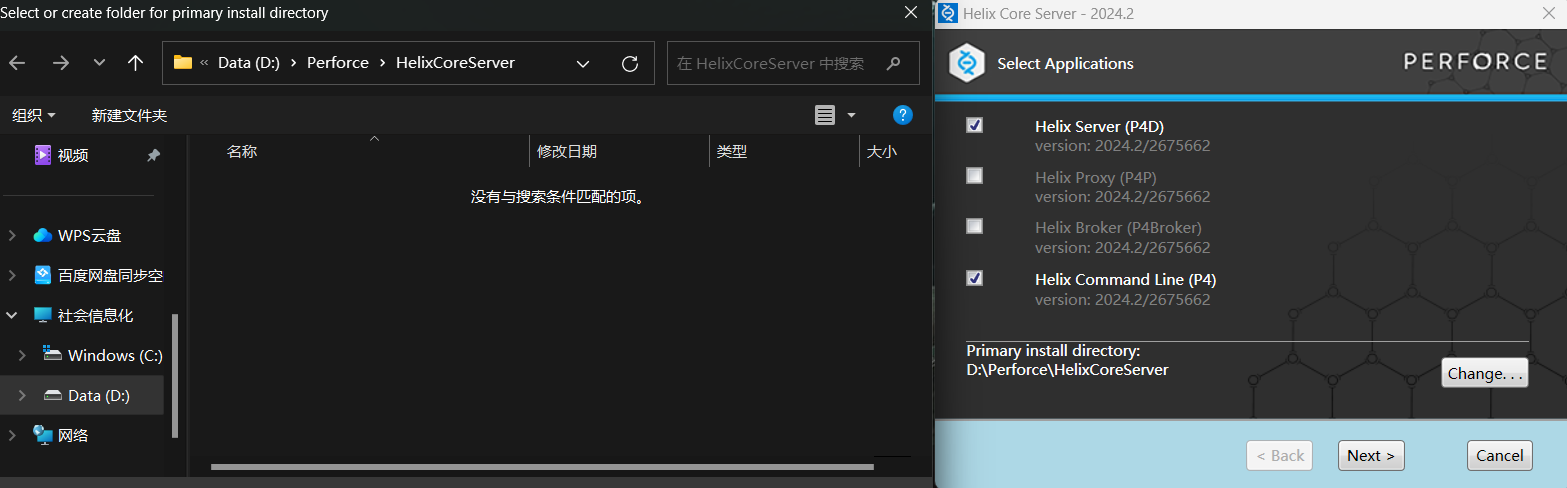 Select or create folder for primary install directory
« Data (D:) > Perforce > HelixCoreServer
在 HelixCoreServer 中搜索
组织
新建文件夹
视频
WPS云盘
百度网盘同步空
社会信息化
Windows (C:)
Data (D:)
网络
名称
修改日期
类型
大小
没有与搜索条件匹配的项。
Helix Core Server - 2024.2
Select Applications
PERFORCE
Helix Server (P4D)
version: 2024.2/2675662
Helix Proxy (P4P)
version: 2024.2/2675662
Helix Broker (P4Broker)
version: 2024.2/2675662
Helix Command Line (P4)
version: 2024.2/2675662
Primary install directory:
D:\Perforce\HelixCoreServer
Change. . .
< Back
Next >
Cancel